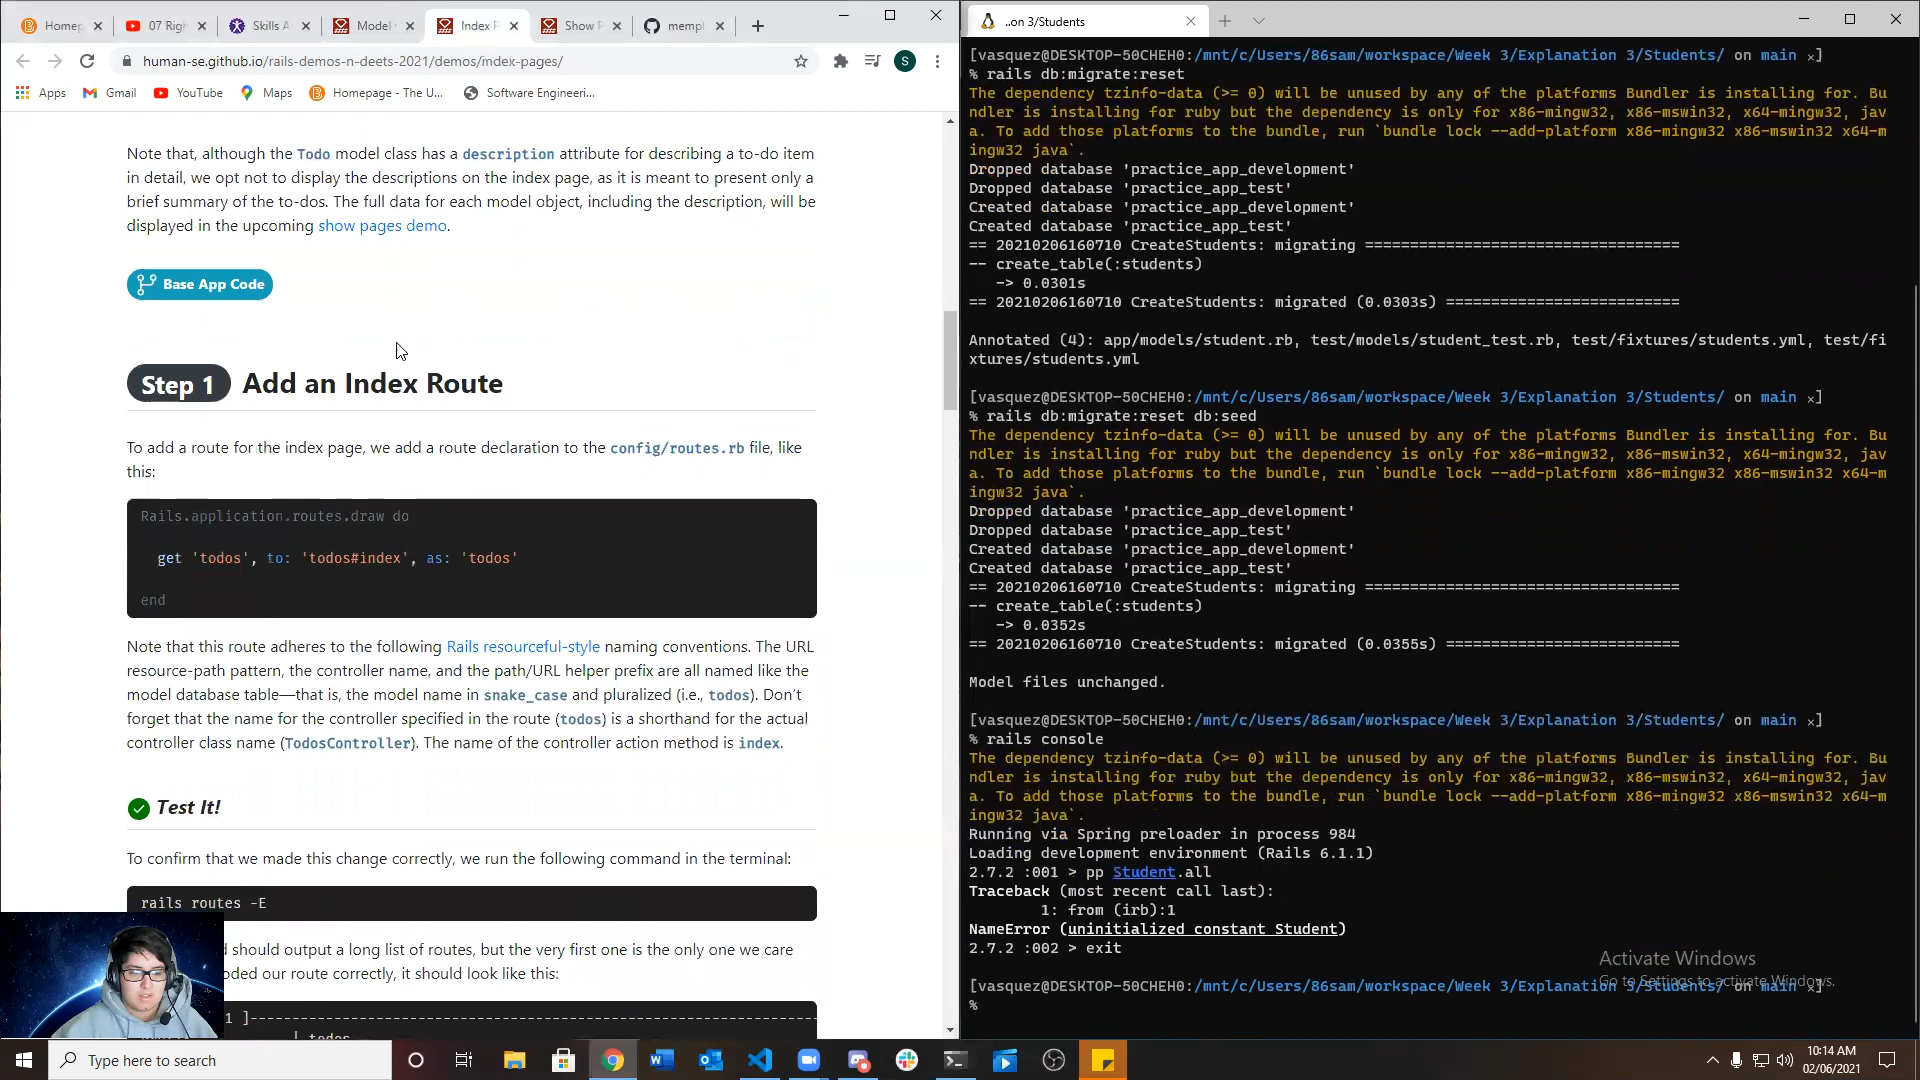 Homep
07 Righ
Skills A
Model
Index P
Show P
mempl
human-se.github.io/rails-demos-n-deets-2021/demos/index-pages/
S
Apps
Gmail
YouTube
Maps
Homepage - The U...
Software Engineeri...
Note that, although the Todo model class has a description attribute for describing a to-do item
in detail, we opt not to display the descriptions on the index page, as it is meant to present only a
brief summary of the to-dos. The full data for each model object, including the description, will be
displayed in the upcoming show pages demo.
Base App Code
Step 1 Add an Index Route
To add a route for the index page, we add a route declaration to the config/routes.rb file, like
this:
Rails.application.routes.draw do
get 'todos', to: 'todos#index', as: 'todos'
end
Note that this route adheres to the following Rails resourceful-style naming conventions. The URL
resource-path pattern, the controller name, and the path/URL helper prefix are all named like the
model database table—that is, the model name in snake_case and pluralized (i.e., todos). Don't
forget that the name for the controller specified in the route (todos) is a shorthand for the actual
controller class name (TodosController). The name of the controller action method is index.
Test It!
To confirm that we made this change correctly, we run the following command in the terminal:
rails routes -E
should output a long list of routes, but the very first one is the only one we care
oded our route correctly, it should look like this:
1 ]----------------------------------------------------------------------
| todos
..on 3/Students
[vasquez@DESKTOP-50CHEH0:/mnt/c/Users/86sam/workspace/Week 3/Explanation 3/Students/ on main ×]
% rails db:migrate:reset
The dependency tzinfo-data (>= 0) will be unused by any of the platforms Bundler is installing for. Bu
ndler is installing for ruby but the dependency is only for x86-mingw32, x86-mswin32, x64-mingw32, jav
a. To add those platforms to the bundle, run `bundle lock --add-platform x86-mingw32 x86-mswin32 x64-m
ingw32 java`.
Dropped database 'practice_app_development'
Dropped database 'practice_app_test'
Created database 'practice_app_development'
Created database 'practice_app_test'
== 20210206160710 CreateStudents: migrating ==================================
-- create_table(:students)
-> 0.0301s
== 20210206160710 CreateStudents: migrated (0.0303s) =========================
Annotated (4): app/models/student.rb, test/models/student_test.rb, test/fixtures/students.yml, test/fi
xtures/students.yml
[vasquez@DESKTOP-50CHEH0:/mnt/c/Users/86sam/workspace/Week 3/Explanation 3/Students/ on main ×]
% rails db:migrate:reset db:seed
The dependency tzinfo-data (>= 0) will be unused by any of the platforms Bundler is installing for. Bu
ndler is installing for ruby but the dependency is only for x86-mingw32, x86-mswin32, x64-mingw32, jav
a. To add those platforms to the bundle, run `bundle lock --add-platform x86-mingw32 x86-mswin32 x64-m
ingw32 java`.
Dropped database 'practice_app_development'
Dropped database 'practice_app_test'
Created database 'practice_app_development'
Created database 'practice_app_test'
== 20210206160710 CreateStudents: migrating ==================================
-- create_table(:students)
-> 0.0352s
== 20210206160710 CreateStudents: migrated (0.0355s) =========================
Model files unchanged.
[vasquez@DESKTOP-50CHEH0:/mnt/c/Users/86sam/workspace/Week 3/Explanation 3/Students/ on main ×]
% rails console
The dependency tzinfo-data (>= 0) will be unused by any of the platforms Bundler is installing for. Bu
ndler is installing for ruby but the dependency is only for x86-mingw32, x86-mswin32, x64-mingw32, jav
a. To add those platforms to the bundle, run `bundle lock --add-platform x86-mingw32 x86-mswin32 x64-m
ingw32 java`.
Running via Spring preloader in process 984
Loading development environment (Rails 6.1.1)
2.7.2 :001 > pp Student.all
Traceback (most recent call last):
1: from (irb):1
NameError (uninitialized constant Student)
2.7.2 :002 > exit
[vasquez@DESKTOP-50CHEH0:/mnt/c/Users/86sam/workspace/Week 3/Explanation 3/Students/ on main ×]
%
Activate Windows
Go to Settings to activate Windows.
Type here to search
10:14 AM
02/06/2021